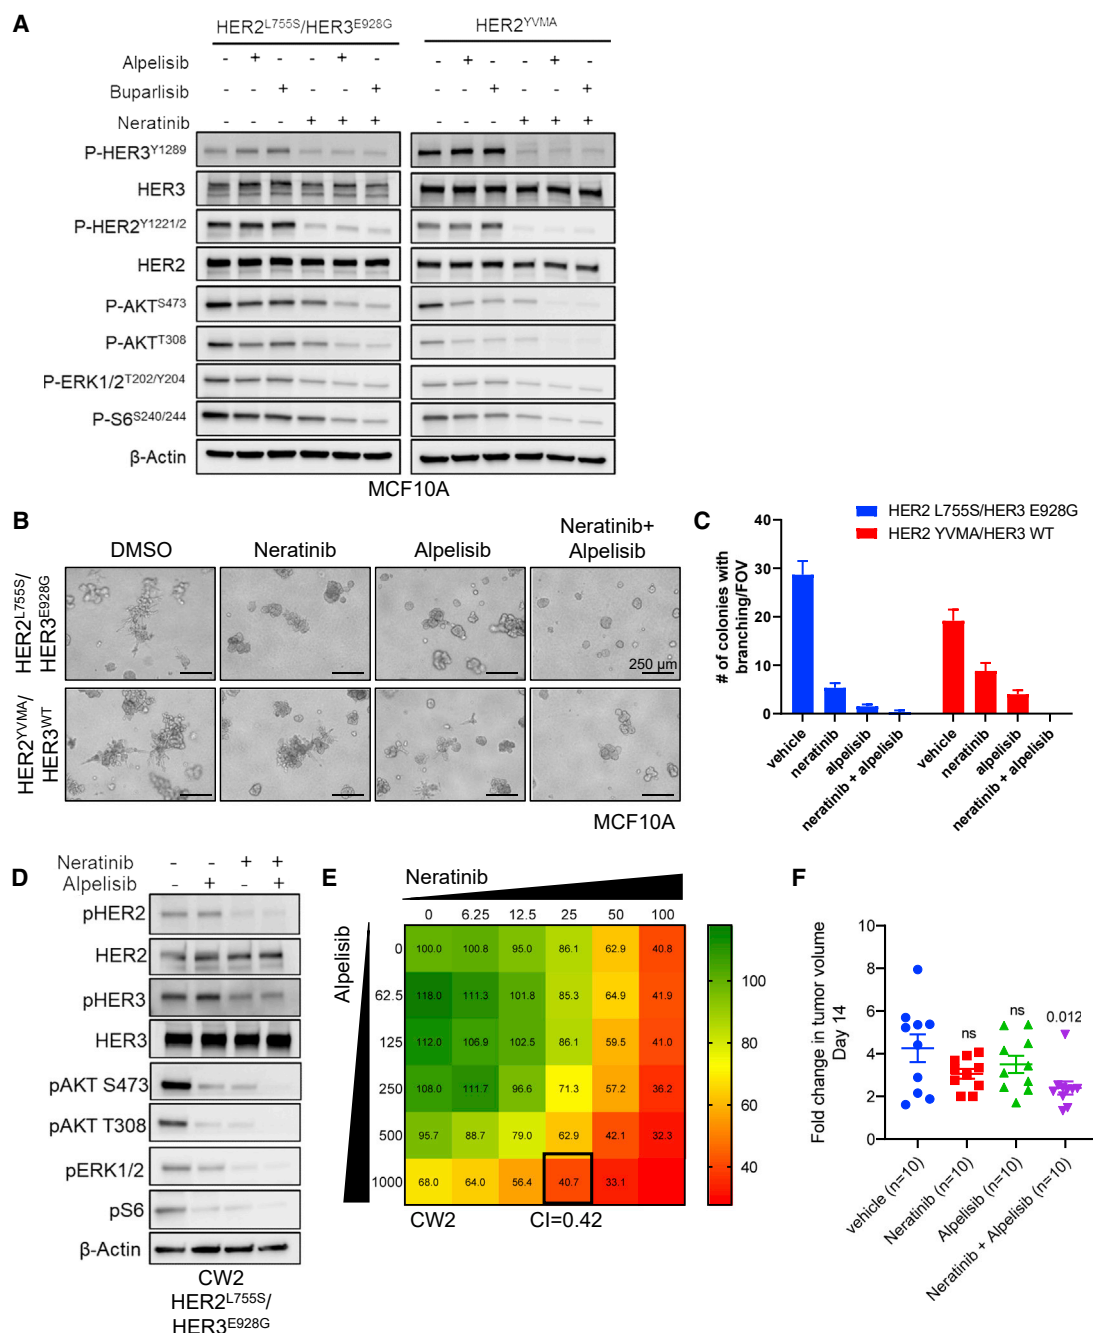 A
HER2L755S/HER3E928G
HER2YVMA
Alpelisib - + - - + - - + - - + -
Buparlisib - - + - - + - - + - - +
Neratinib - - - + + + - - - + + +
P-HER3Y1289
HER3
P-HER2Y1221/2
HER2
P-AKTS473
P-AKTT308
P-ERK1/2T202/Y204
P-S6S240/244
β-Actin
MCF10A
B
DMSO
Neratinib
Alpelisib
Neratinib+
Alpelisib
HER2L755S/
HER3E928G
250 µm
HER2YVMA/
HER3WT
MCF10A
C
HER2 L755S/HER3 E928G
HER2 YVMA/HER3 WT
# of colonies with
branching/FOV
40
30
20
10
0
vehicle
neratinib
alpelisib
neratinib + alpelisib
vehicle
neratinib
alpelisib
neratinib + alpelisib
D
Neratinib - - + +
Alpelisib - + - +
pHER2
HER2
pHER3
HER3
pAKT S473
pAKT T308
pERK1/2
pS6
β-Actin
CW2
HER2L755S/
HER3E928G
E
Neratinib
0 6.25 12.5 25 50 100
Alpelisib
0 100.0 100.8 95.0 86.1 62.9 40.8
62.5 118.0 111.3 101.8 85.3 64.9 41.9
125 112.0 106.9 102.5 86.1 59.5 41.0
250 108.0 111.7 96.6 71.3 57.2 36.2
500 95.7 88.7 79.0 62.9 42.1 32.3
1000 68.0 64.0 56.4 40.7 33.1
CW2
CI=0.42
100
80
60
40
F
Fold change in tumor volume
Day 14
10
8
6
4
2
0
ns
ns
0.012
vehicle (n=10)
Neratinib (n=10)
Alpelisib (n=10)
Neratinib + Alpelisib (n=10)